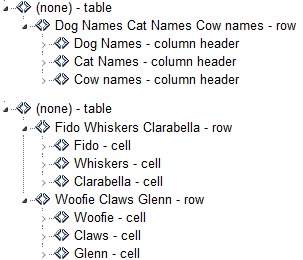 (none) - table
Dog Names Cat Names Cow names - row
Dog Names - column header
Cat Names - column header
Cow names - column header
(none) - table
Fido Whiskers Clarabella - row
Fido - cell
Whiskers - cell
Clarabella - cell
Woofie Claws Glenn - row
Woofie - cell
Claws - cell
Glenn - cell